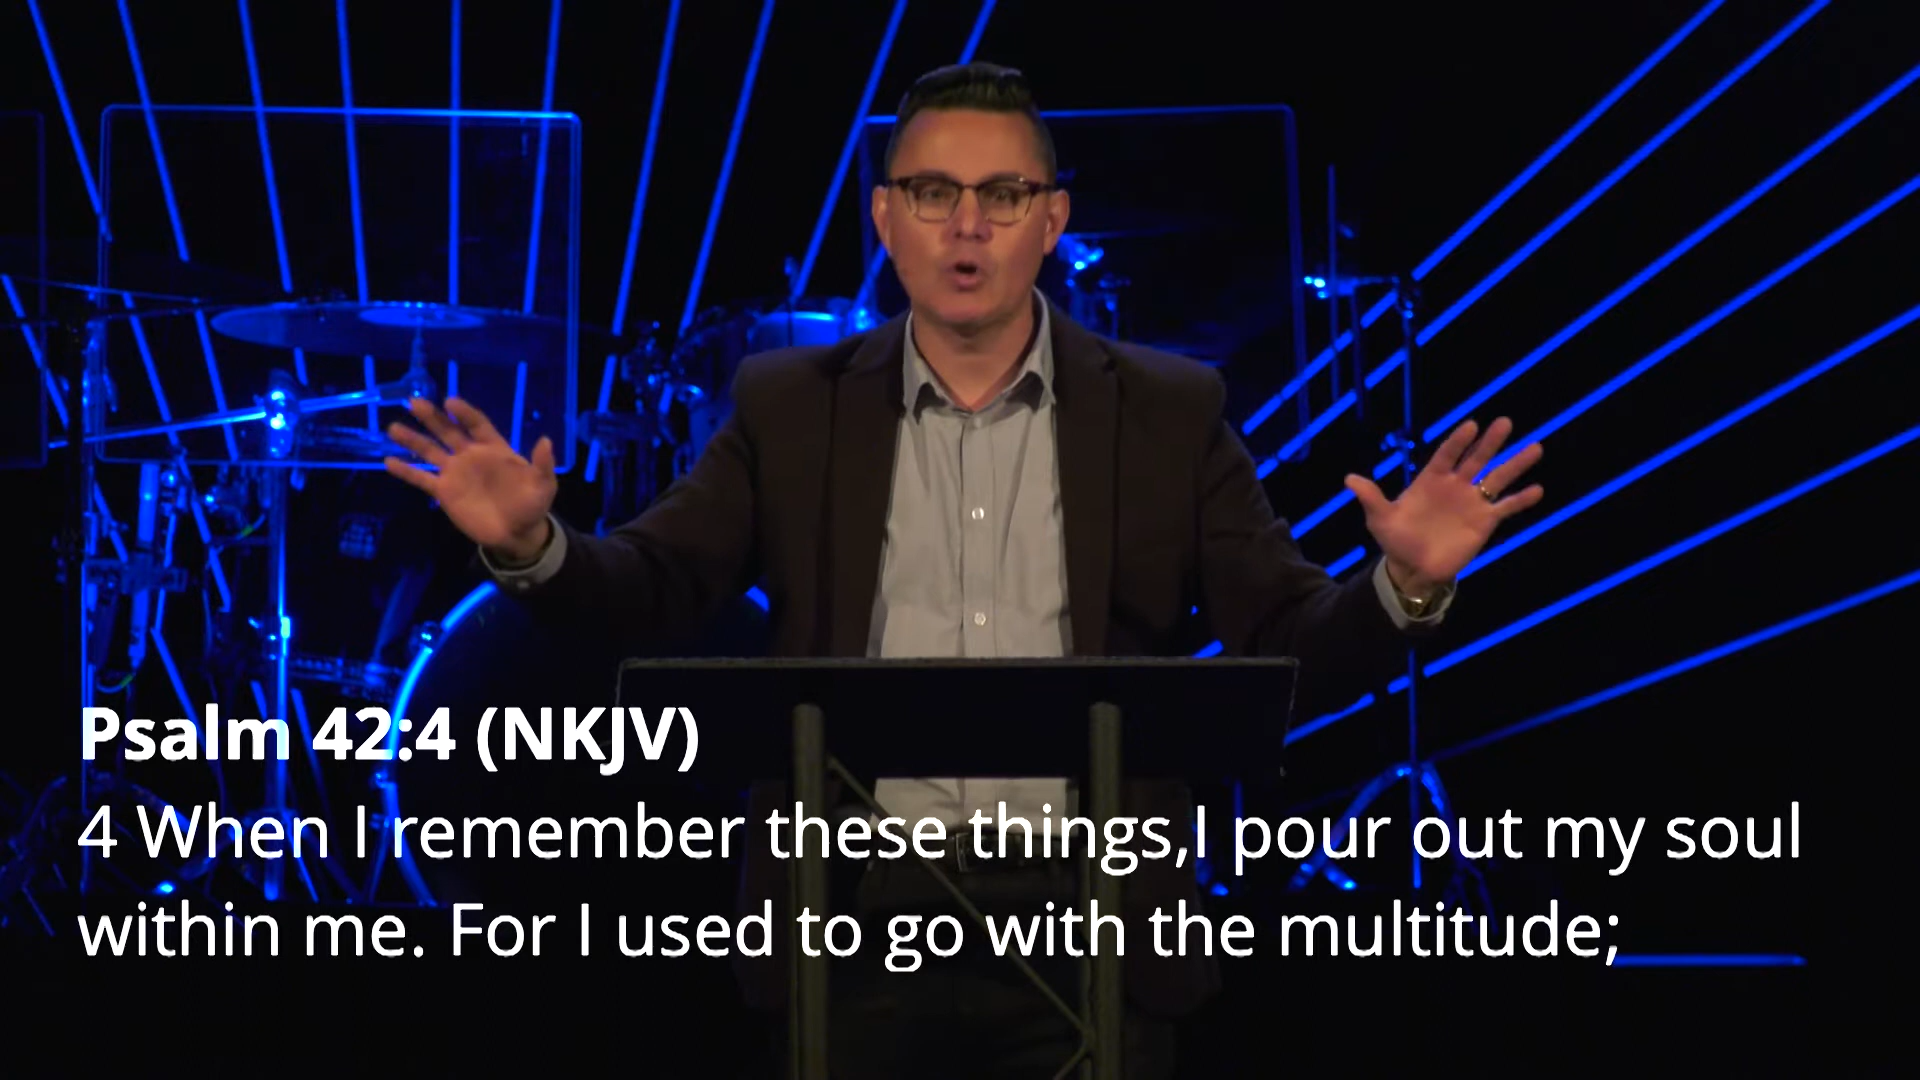 Psalm 42:4 (NKJV)
4 When I remember these things,I pour out my soul
within me. For I used to go with the multitude;